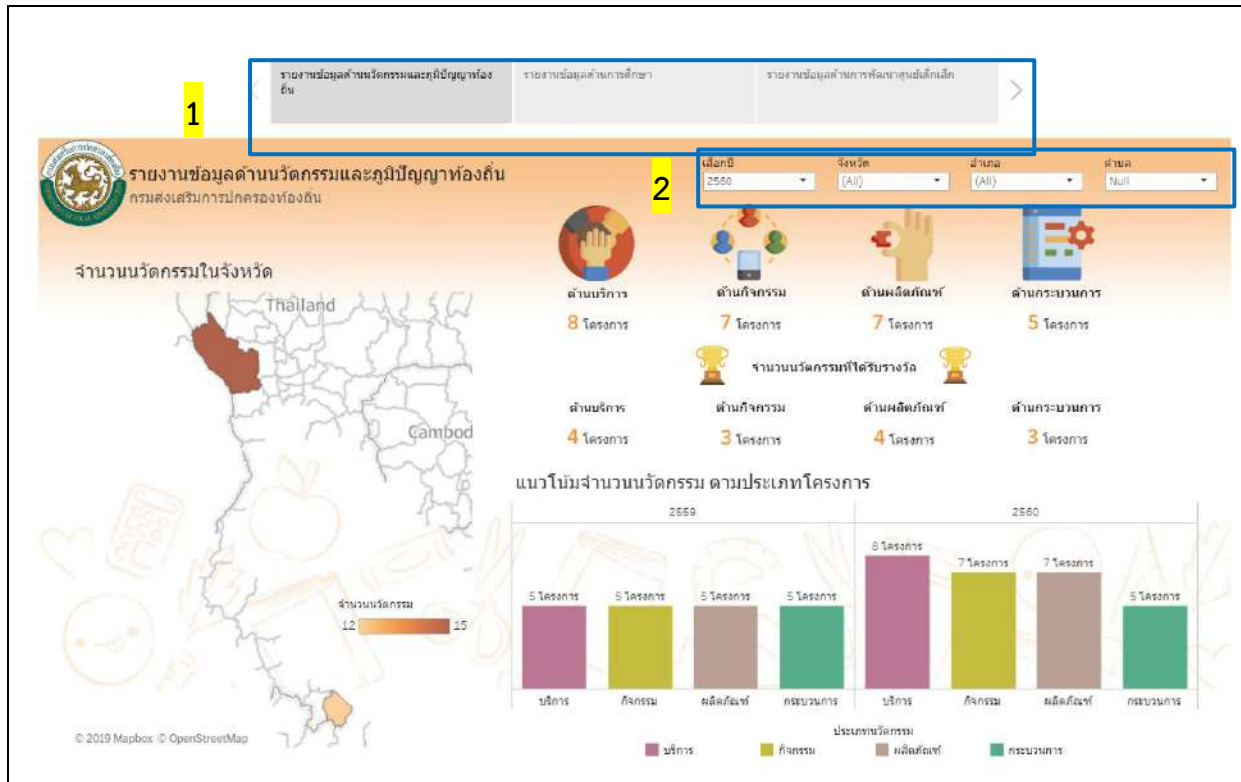 รายงานข้อมูลด้านนวัตกรรมและภูมิปัญญาท้อง
ถิ่น
รายงานข้อมูลด้านการศึกษา
รายงานข้อมูลด้านการพัฒนาศูนย์เด็กเล็ก
1
รายงานข้อมูลด้านนวัตกรรมและภูมิปัญญาท้องถิ่น
กรมส่งเสริมการปกครองท้องถิ่น
2
เลือกปี จังหวัด อำเภอ ตำบล
2560 (All) (All) Null
จำนวนนวัตกรรมในจังหวัด
Thailand
Cambod
ด้านบริการ ด้านกิจกรรม ด้านผลิตภัณฑ์ ด้านกระบวนการ
8 โครงการ 7 โครงการ 7 โครงการ 5 โครงการ
จำนวนนวัตกรรมที่ได้รับรางวัล
ด้านบริการ ด้านกิจกรรม ด้านผลิตภัณฑ์ ด้านกระบวนการ
4 โครงการ 3 โครงการ 4 โครงการ 3 โครงการ
แนวโน้มจำนวนนวัตกรรม ตามประเภทโครงการ
2559 2560
5 โครงการ 5 โครงการ 5 โครงการ 5 โครงการ 8 โครงการ 7 โครงการ 7 โครงการ 5 โครงการ
บริการ กิจกรรม ผลิตภัณฑ์ กระบวนการ บริการ กิจกรรม ผลิตภัณฑ์ กระบวนการ
ประเภทนวัตกรรม
บริการ กิจกรรม ผลิตภัณฑ์ กระบวนการ
จำนวนนวัตกรรม
12 15
© 2019 Mapbox © OpenStreetMap